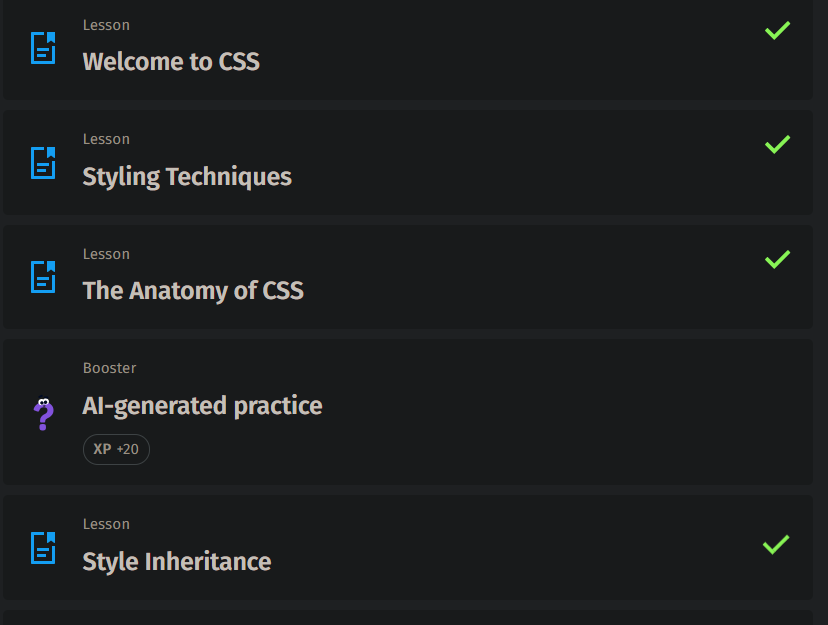 Lesson
Welcome to CSS
Lesson
Styling Techniques
Lesson
The Anatomy of CSS
Booster
AI-generated practice
XP +20
Lesson
Style Inheritance